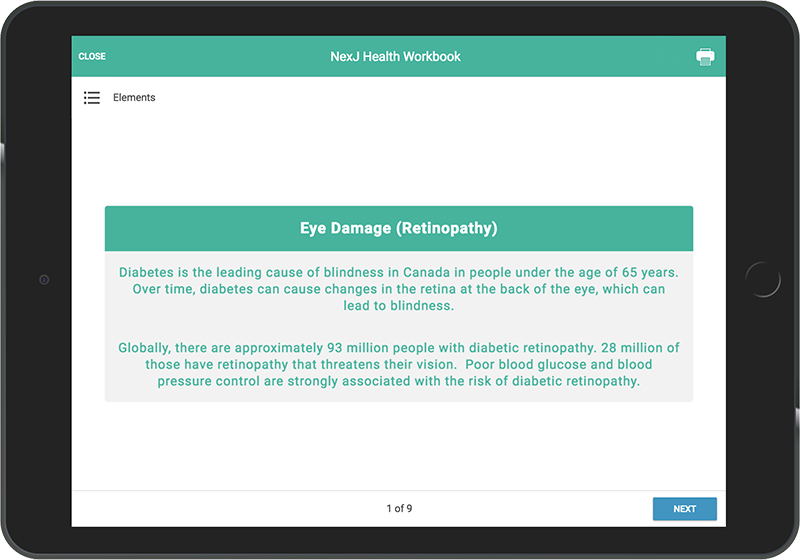 CLOSE
NexJ Health Workbook
Elements
Eye Damage (Retinopathy)
Diabetes is the leading cause of blindness in Canada in people under the age of 65 years.
Over time, diabetes can cause changes in the retina at the back of the eye, which can
lead to blindness.
Globally, there are approximately 93 million people with diabetic retinopathy. 28 million of
those have retinopathy that threatens their vision.  Poor blood glucose and blood
pressure control are strongly associated with the risk of diabetic retinopathy.
1 of 9
NEXT